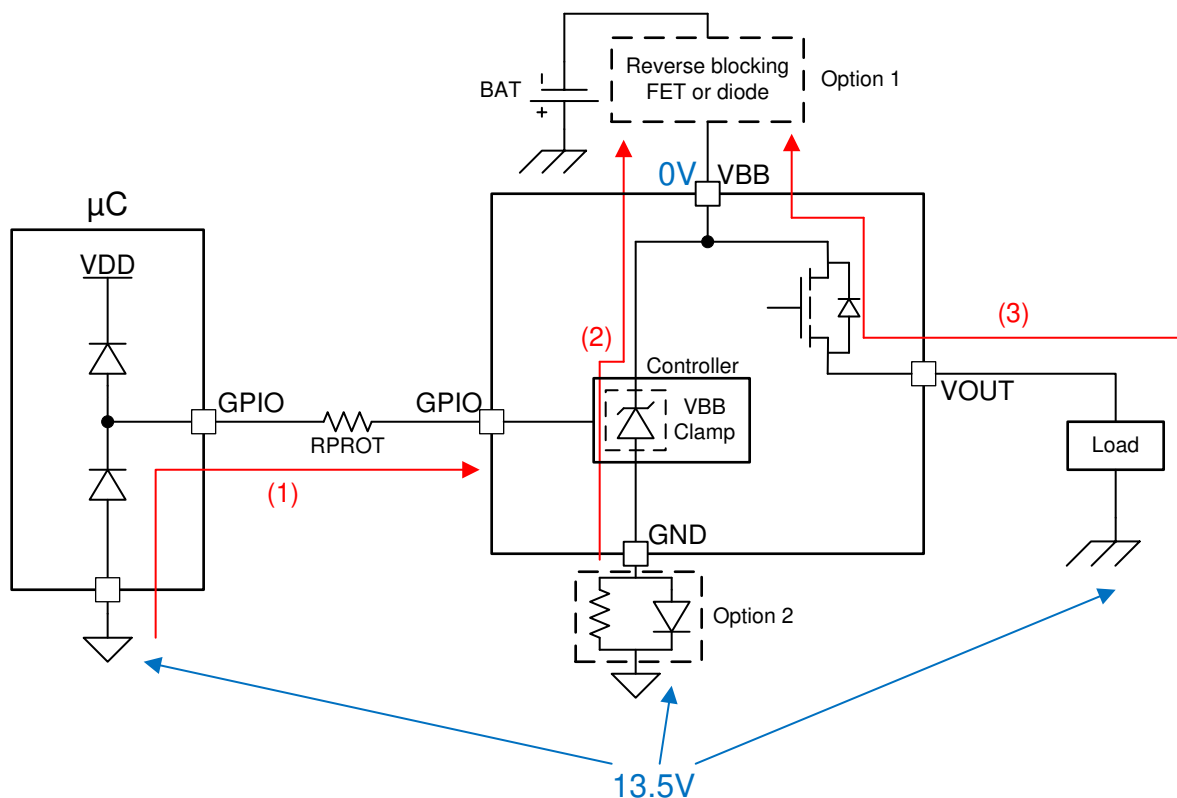 Reverse blocking
FET or diode
Option 1
BAT
-
+
0V
VBB
µC
VDD
(3)
(2)
Controller
GPIO
GPIO
VBB
Clamp
VOUT
RPROT
Load
(1)
GND
Option 2
13.5V